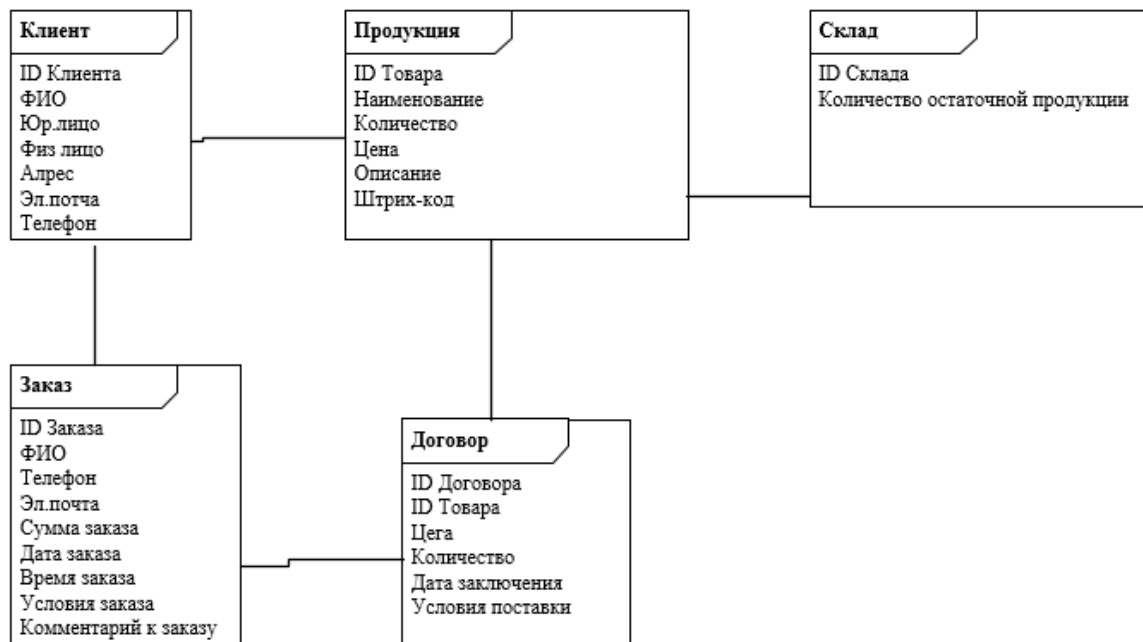 Клиент
ID Клиента
ФИО
Юр.лицо
Физ лицо
Алрес
Эл.потча
Телефон
Продукция
ID Товара
Наименование
Количество
Цена
Описание
Штрих-код
Склад
ID Склада
Количество остаточной продукции
Заказ
ID Заказа
ФИО
Телефон
Эл.почта
Сумма заказа
Дата заказа
Время заказа
Условия заказа
Комментарий к заказу
Договор
ID Договора
ID Товара
Цега
Количество
Дата заключения
Условия поставки